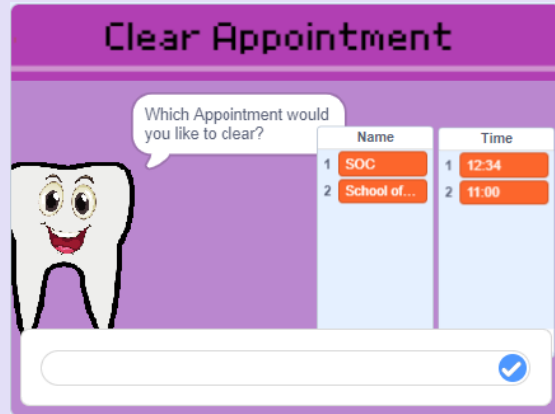 Clear Appointment
Which Appointment would
you like to clear?
Name Time
1 SOC 1 12:34
2 School of... 2 11:00